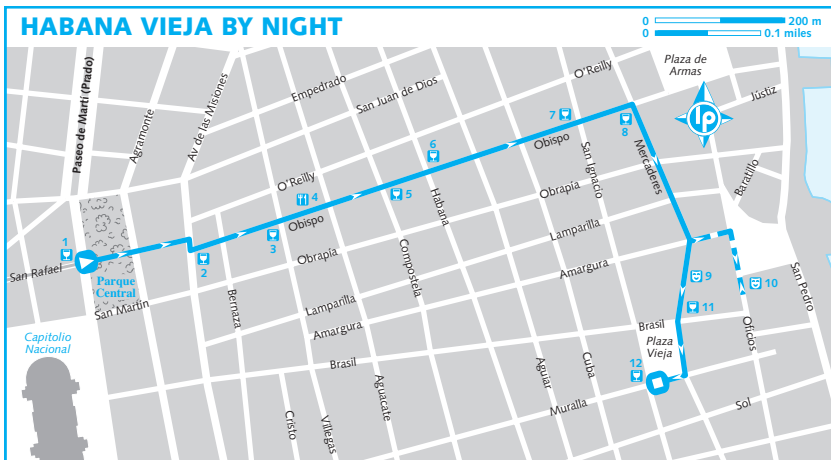 HABANA VIEJA BY NIGHT
0 200 m
0 0.1 miles
Plaza de
Armas
O'Reilly
Jústiz
lp
Paseo de Martí (Prado)
Agramonte
Av de las Misiones
Empedrado
San Juan de Dios
7
8
Obispo
6
San Ignacio
Mercaderes
Baratillo
O'Reilly
4
5
Habana
Obrapía
Obispo
3
Lamparilla
1
2
San Rafael
Parque
Central
Obrapía
Compostela
Amargura
9
10
San Pedro
San Martín
Bernaza
Lamparilla
Amargura
11
Brasil
Oficios
Capitolio
Nacional
Plaza
Vieja
Brasil
12
Aguacate
Aguiar
Cuba
Muralla
Sol
Cristo
Villegas